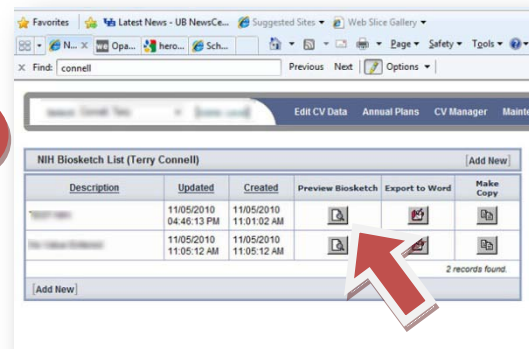 Favorites Latest News - UB NewsCe... Suggested Sites Web Slice Gallery
N... x Opa... hero... Sch... Page Safety Tools
x Find: connell Previous Next Options
Edit CV Data Annual Plans CV Manager
NIH Biosketch List (Terry Connell) [Add New]
Description Updated Created Preview Biosketch Export to Word Make Copy
11/05/2010 04:46:13 PM 11/05/2010 11:01:02 AM
11/05/2010 11:05:12 AM 11/05/2010 11:05:12 AM
2 records found.
[Add New]